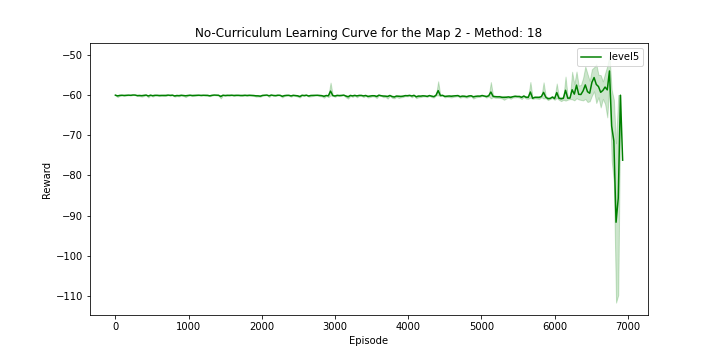 No-Curriculum Learning Curve for the Map 2 - Method: 18
level5
−50
−60
−70
−80
−90
−100
−110
Reward
0 1000 2000 3000 4000 5000 6000 7000
Episode